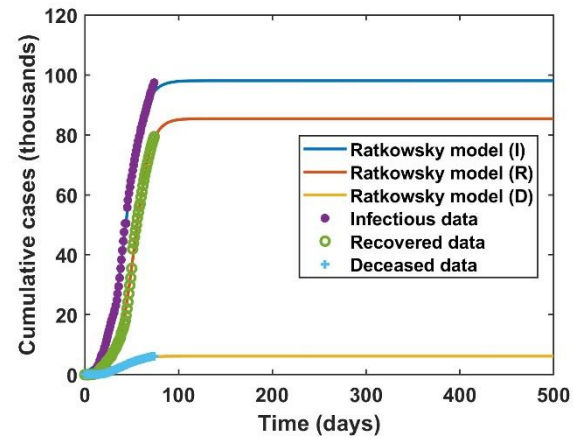 120
100
80
60
40
20
0
Cumulative cases (thousands)
Ratkowsky model (I)
Ratkowsky model (R)
Ratkowsky model (D)
Infectious data
Recovered data
Deceased data
0 100 200 300 400 500
Time (days)